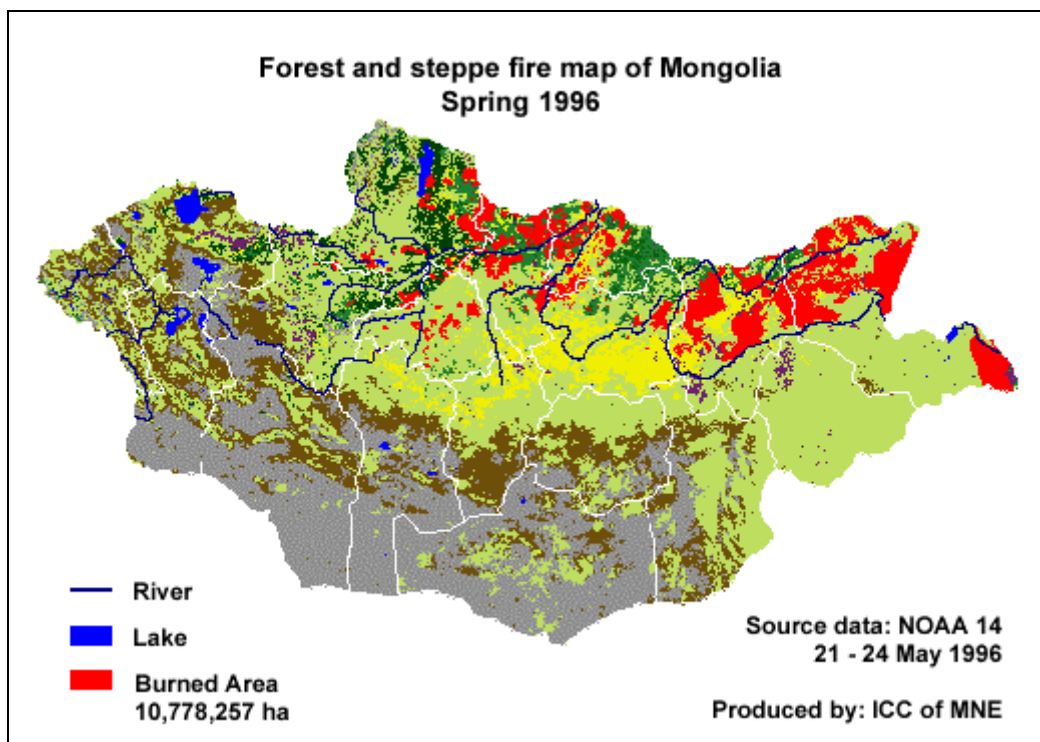 Forest and steppe fire map of Mongolia
Spring 1996
River
Lake
Burned Area
10,778,257 ha
Source data: NOAA 14
21 - 24 May 1996
Produced by: ICC of MNE